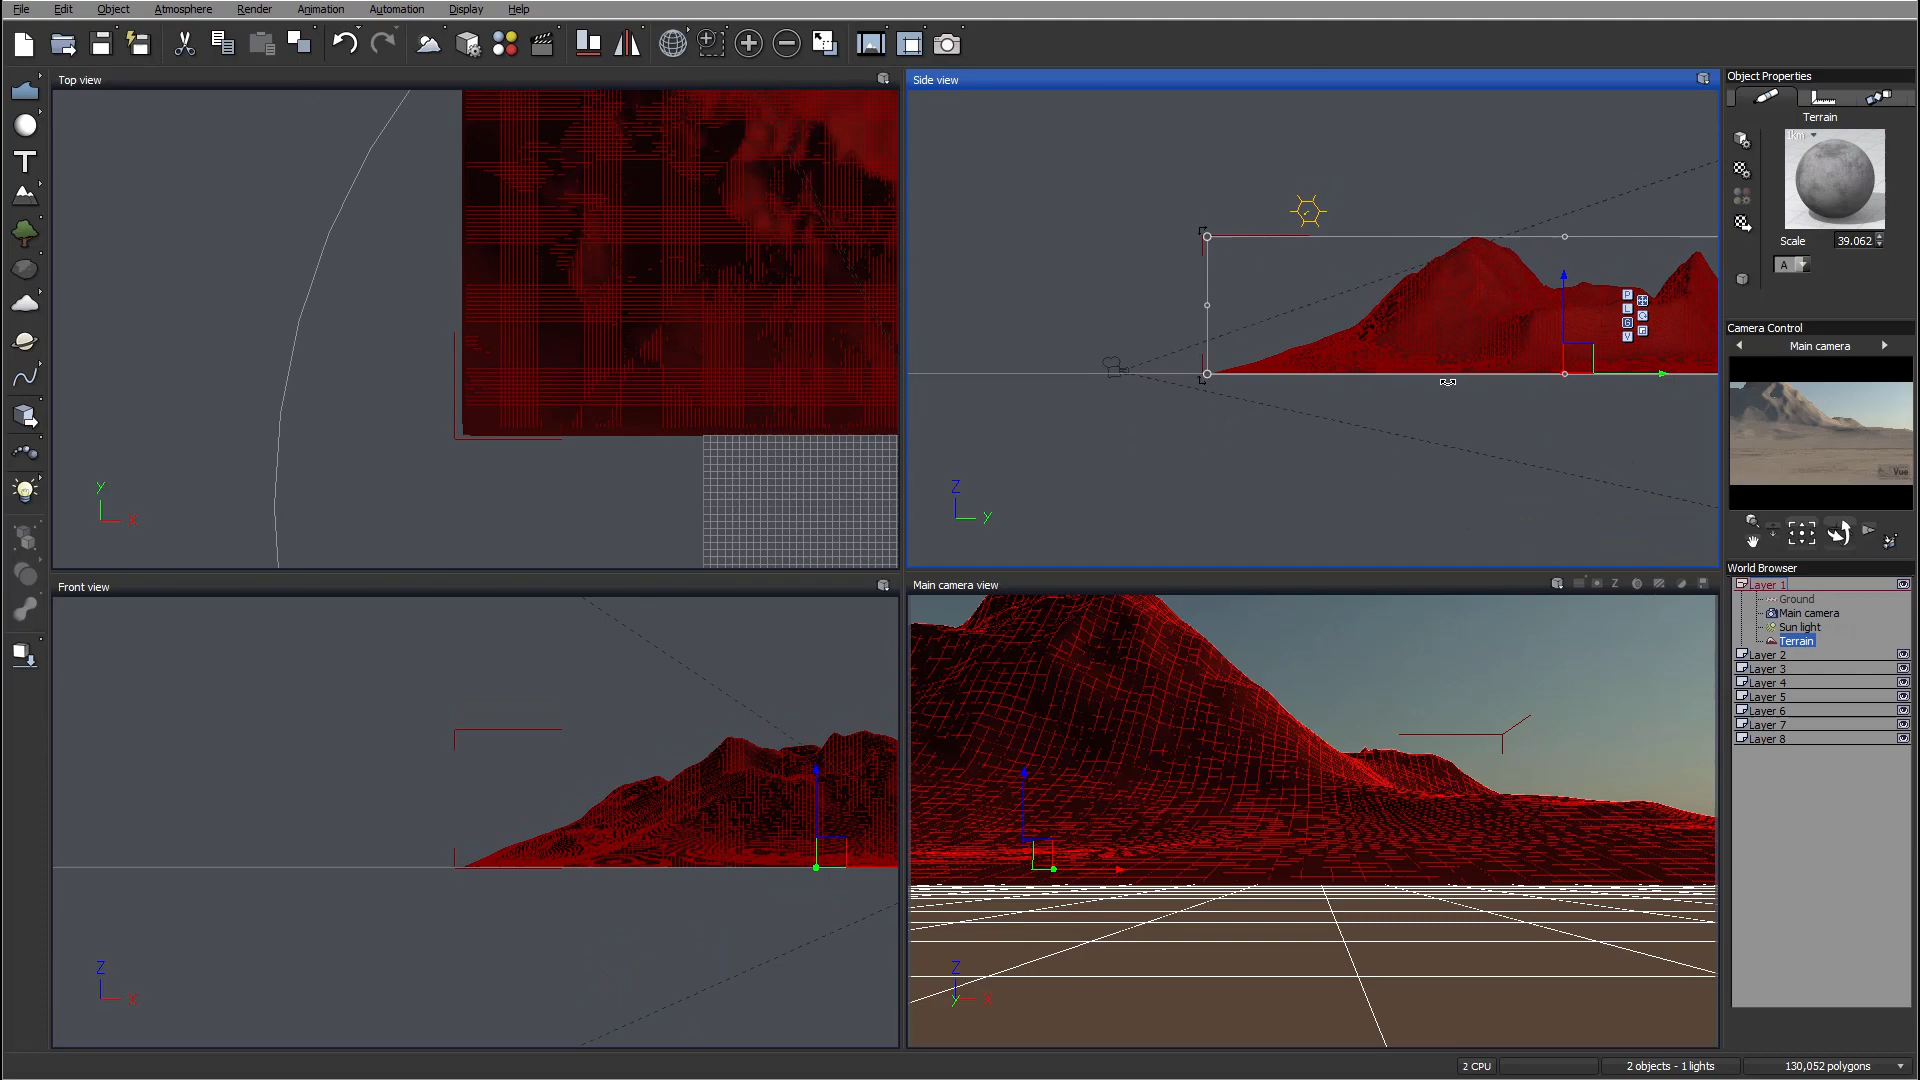 File Edit Object Atmosphere Render Animation Automation Display Help
Top view
Side view
Object Properties
Terrain
1km
Scale 39.062
A
P
L
G
V
Camera Control
Main camera
Vue
Y
X
Z
Y
World Browser
Layer 1
Ground
Main camera
Sun light
Terrain
Layer 2
Layer 3
Layer 4
Layer 5
Layer 6
Layer 7
Layer 8
Front view
Main camera view
Z
Z
X
Z
Y
X
2 CPU
2 objects - 1 lights
130,052 polygons